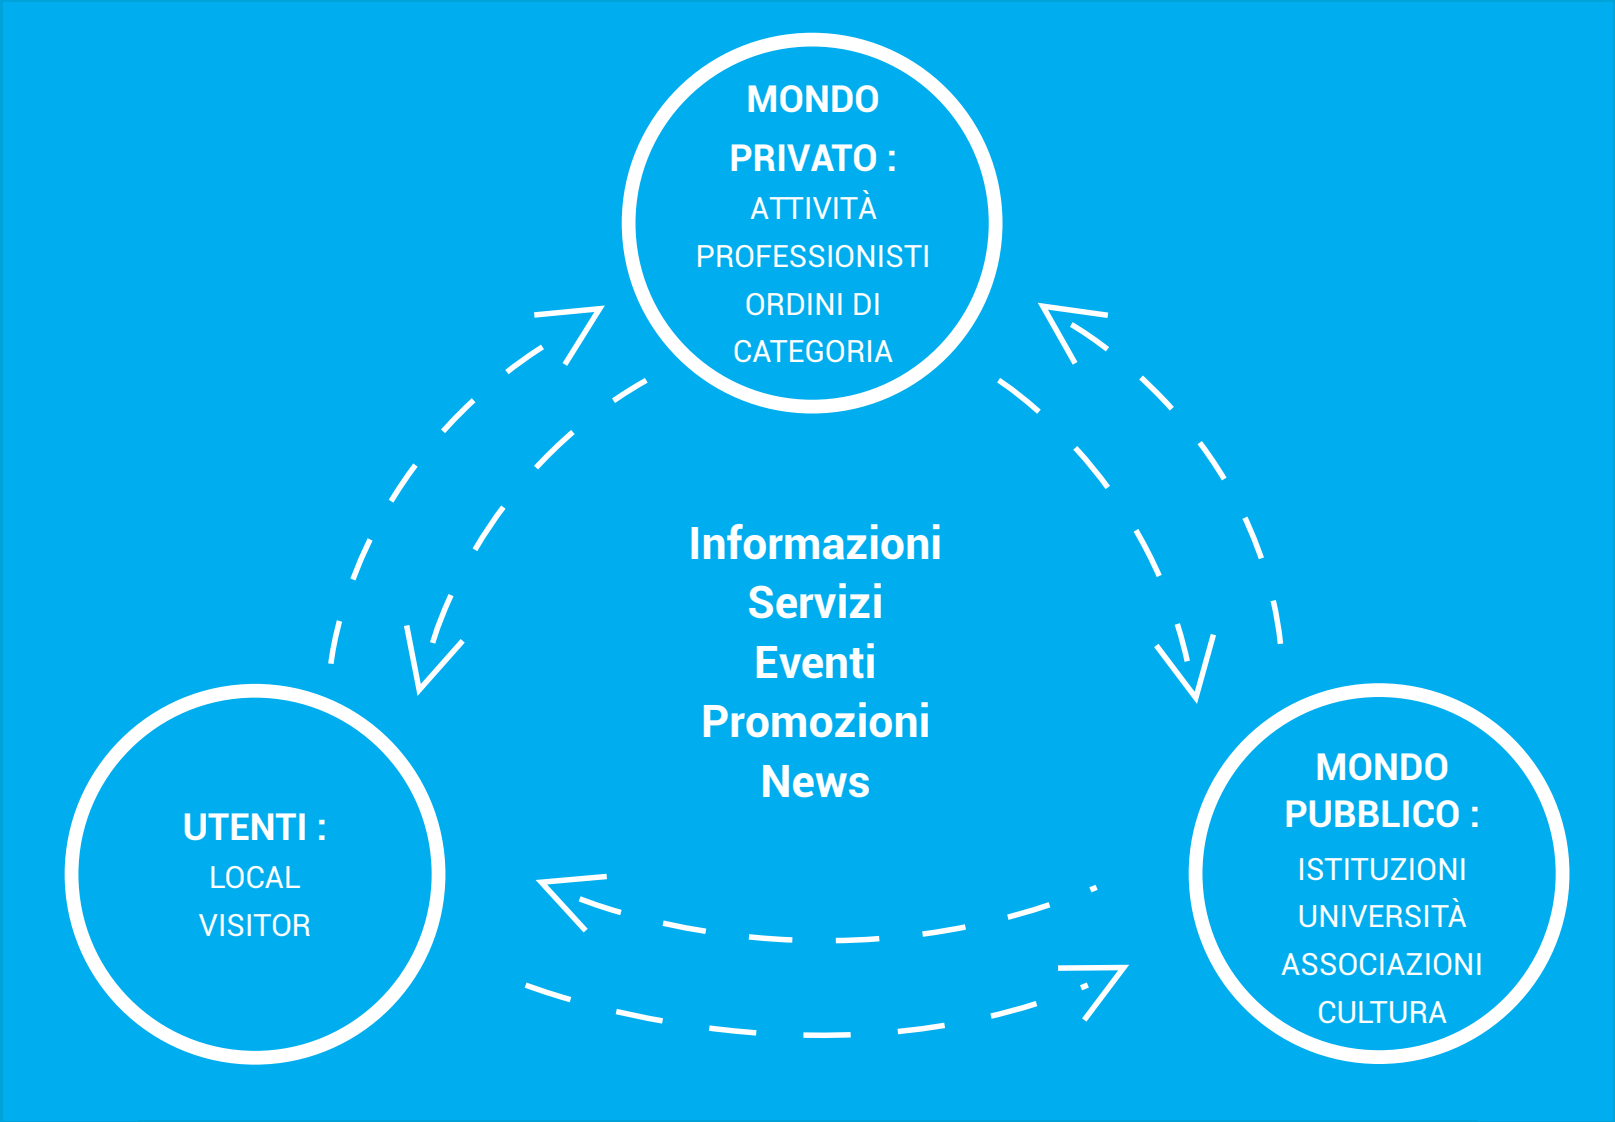 MONDO
PRIVATO :
ATTIVITÀ
PROFESSIONISTI
ORDINI DI
CATEGORIA
Informazioni
Servizi
Eventi
Promozioni
News
UTENTI :
LOCAL
VISITOR
MONDO
PUBBLICO :
ISTITUZIONI
UNIVERSITÀ
ASSOCIAZIONI
CULTURA